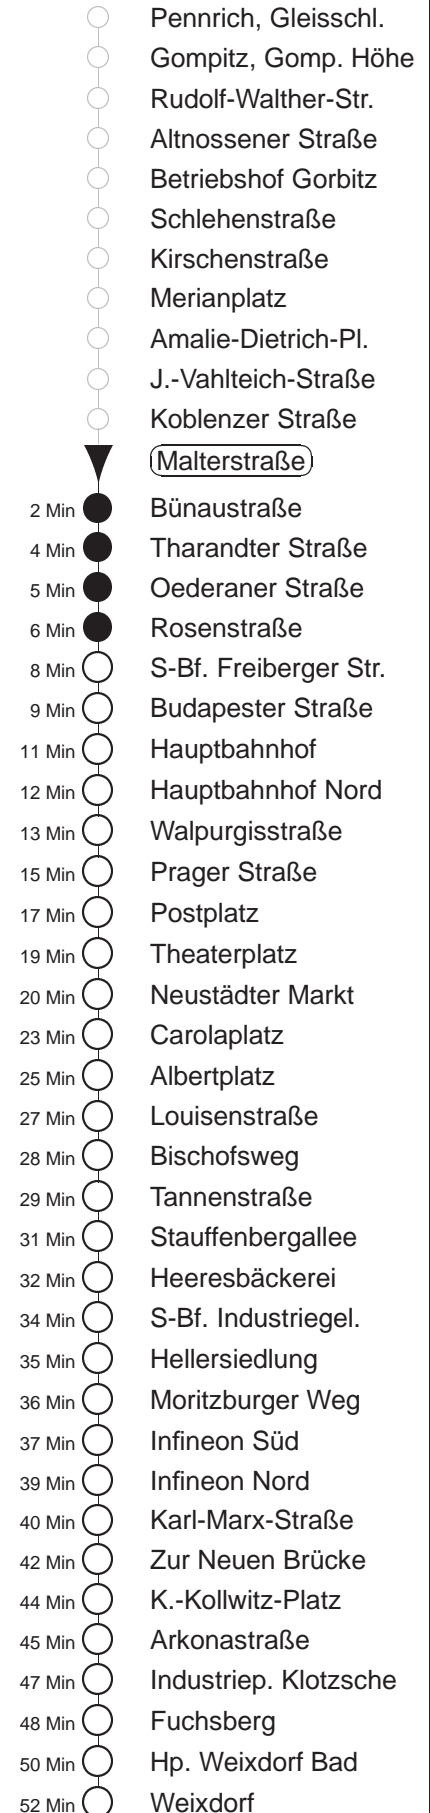 Pennrich, Gleisschl.
Gompitz, Gomp. Höhe
Rudolf-Walther-Str.
Altnossener Straße
Betriebshof Gorbitz
Schlehenstraße
Kirschenstraße
Merianplatz
Amalie-Dietrich-Pl.
J.-Vahlteich-Straße
Koblenzer Straße
Malterstraße
2 Min Bünaustraße
4 Min Tharandter Straße
5 Min Oederaner Straße
6 Min Rosenstraße
8 Min S-Bf. Freiberger Str.
9 Min Budapester Straße
11 Min Hauptbahnhof
12 Min Hauptbahnhof Nord
13 Min Walpurgisstraße
15 Min Prager Straße
17 Min Postplatz
19 Min Theaterplatz
20 Min Neustädter Markt
23 Min Carolaplatz
25 Min Albertplatz
27 Min Louisenstraße
28 Min Bischofsweg
29 Min Tannenstraße
31 Min Stauffenbergallee
32 Min Heeresbäckerei
34 Min S-Bf. Industriegel.
35 Min Hellersiedlung
36 Min Moritzburger Weg
37 Min Infineon Süd
39 Min Infineon Nord
40 Min Karl-Marx-Straße
42 Min Zur Neuen Brücke
44 Min K.-Kollwitz-Platz
45 Min Arkonastraße
47 Min Industriep. Klotzsche
48 Min Fuchsberg
50 Min Hp. Weixdorf Bad
52 Min Weixdorf